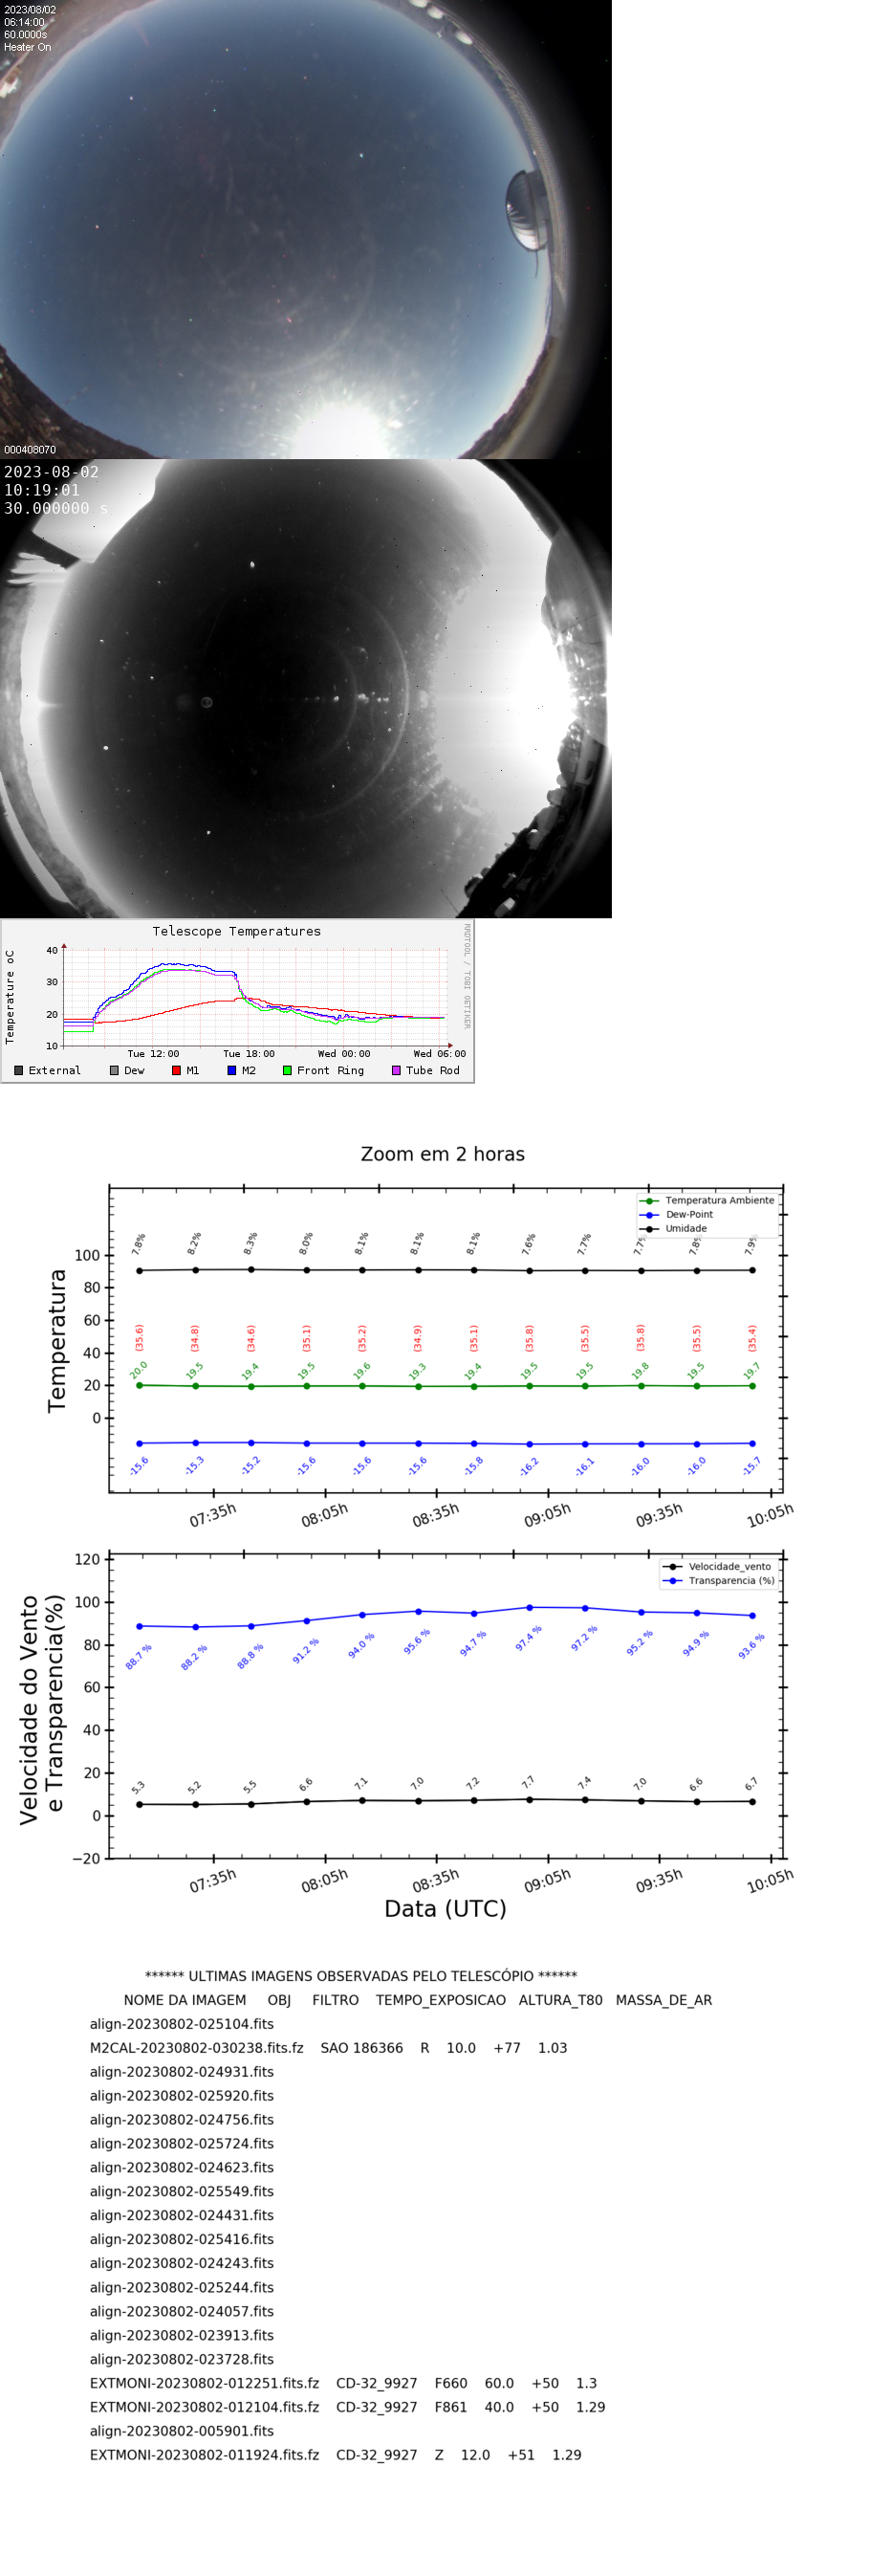 2023/08/02
06:14:00
60.0000s
Heater On
000408070
2023-08-02
10:19:01
30.000000 s
Telescope Temperatures
RRDTOOL / TOBI OETIKER
Temperature oC
40
30
20
10
Tue 12:00 Tue 18:00 Wed 00:00 Wed 06:00
External Dew M1 M2 Front Ring Tube Rod
Zoom em 2 horas
Temperatura Ambiente
Dew-Point
Umidade
7.8% 8.2% 8.3% 8.0% 8.1% 8.1% 8.1% 7.6% 7.7% 7.7% 7.8% 7.9%
Temperatura
100
80
60
40
20
0
(35.6) (34.8) (34.6) (35.1) (35.2) (34.9) (35.1) (35.8) (35.5) (35.8) (35.5) (35.4)
20.0 19.5 19.4 19.5 19.6 19.3 19.4 19.5 19.5 19.8 19.5 19.7
-15.6 -15.3 -15.2 -15.6 -15.6 -15.6 -15.8 -16.2 -16.1 -16.0 -16.0 -15.7
07:35h 08:05h 08:35h 09:05h 09:35h 10:05h
Velocidade do Vento
e Transparencia(%)
120
100
80
60
40
20
0
−20
Velocidade_vento
Transparencia (%)
88.7 % 88.2 % 88.8 % 91.2 % 94.0 % 95.6 % 94.7 % 97.4 % 97.2 % 95.2 % 94.9 % 93.6 %
5.3 5.2 5.5 6.6 7.1 7.0 7.2 7.7 7.4 7.0 6.6 6.7
07:35h 08:05h 08:35h 09:05h 09:35h 10:05h
Data (UTC)
****** ULTIMAS IMAGENS OBSERVADAS PELO TELESCÓPIO ******
NOME DA IMAGEM OBJ FILTRO TEMPO_EXPOSICAO ALTURA_T80 MASSA_DE_AR
align-20230802-025104.fits
M2CAL-20230802-030238.fits.fz SAO 186366 R 10.0 +77 1.03
align-20230802-024931.fits
align-20230802-025920.fits
align-20230802-024756.fits
align-20230802-025724.fits
align-20230802-024623.fits
align-20230802-025549.fits
align-20230802-024431.fits
align-20230802-025416.fits
align-20230802-024243.fits
align-20230802-025244.fits
align-20230802-024057.fits
align-20230802-023913.fits
align-20230802-023728.fits
EXTMONI-20230802-012251.fits.fz CD-32_9927 F660 60.0 +50 1.3
EXTMONI-20230802-012104.fits.fz CD-32_9927 F861 40.0 +50 1.29
align-20230802-005901.fits
EXTMONI-20230802-011924.fits.fz CD-32_9927 Z 12.0 +51 1.29